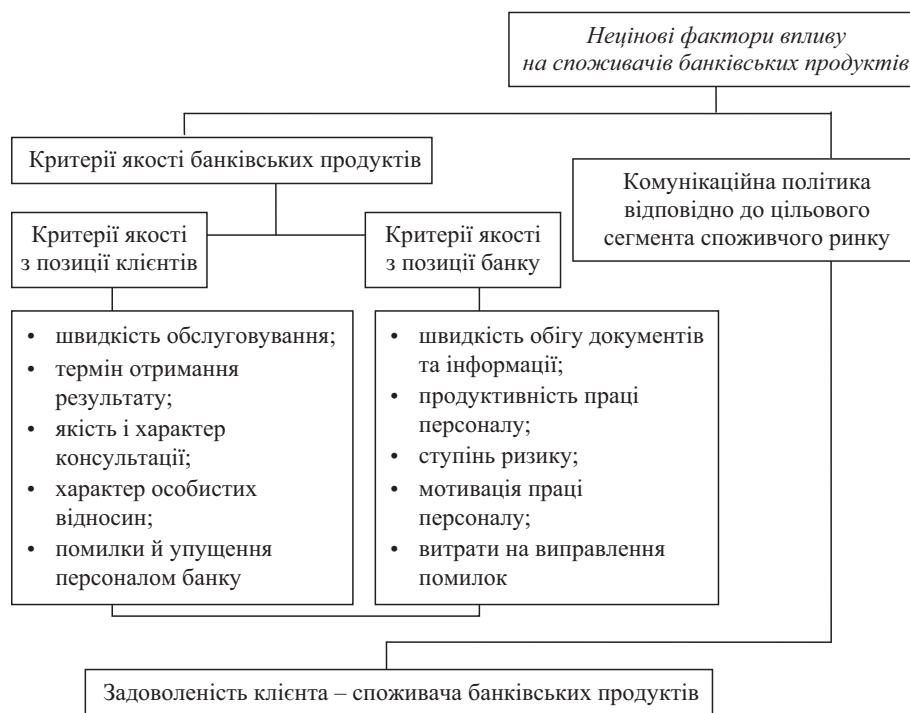 Нецінові фактори впливу
на споживачів банківських продуктів
Критерії якості банківських продуктів
Комунікаційна політика
відповідно до цільового
сегмента споживчого ринку
Критерії якості
з позиції клієнтів
Критерії якості
з позиції банку
• швидкість обслуговування;
• термін отримання
результату;
• якість і характер
консультації;
• характер особистих
відносин;
• помилки й упущення
персоналом банку
• швидкість обігу документів
та інформації;
• продуктивність праці
персоналу;
• ступінь ризику;
• мотивація праці
персоналу;
• витрати на виправлення
помилок
Задоволеність клієнта – споживача банківських продуктів